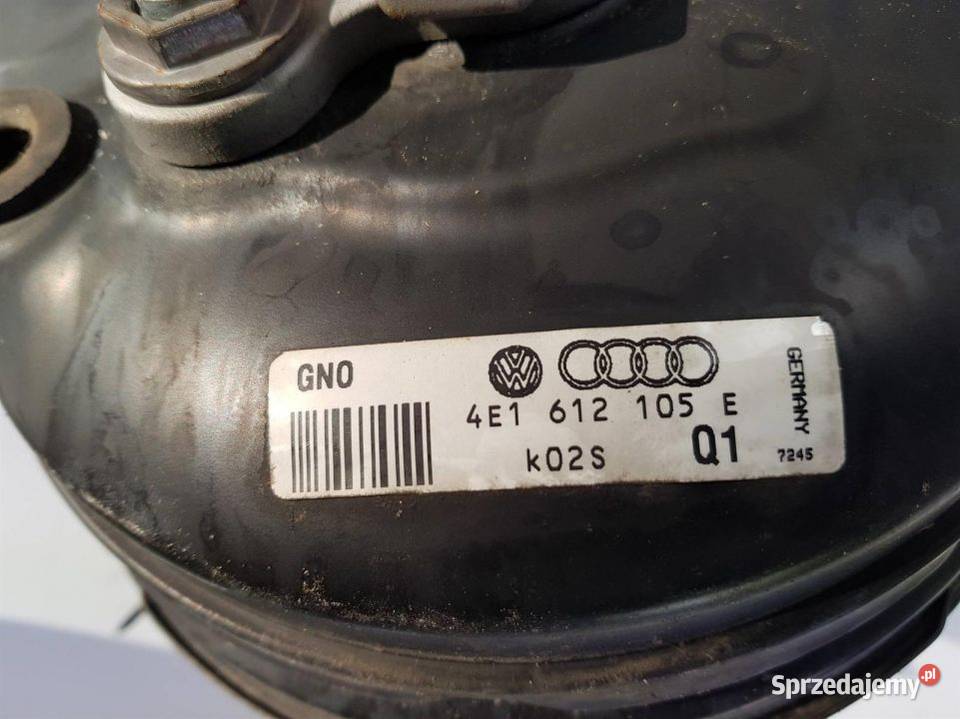 GNO
4E1 612 105 E
k02S
Q1
GERMANY
7245
Sprzedajemy.pl